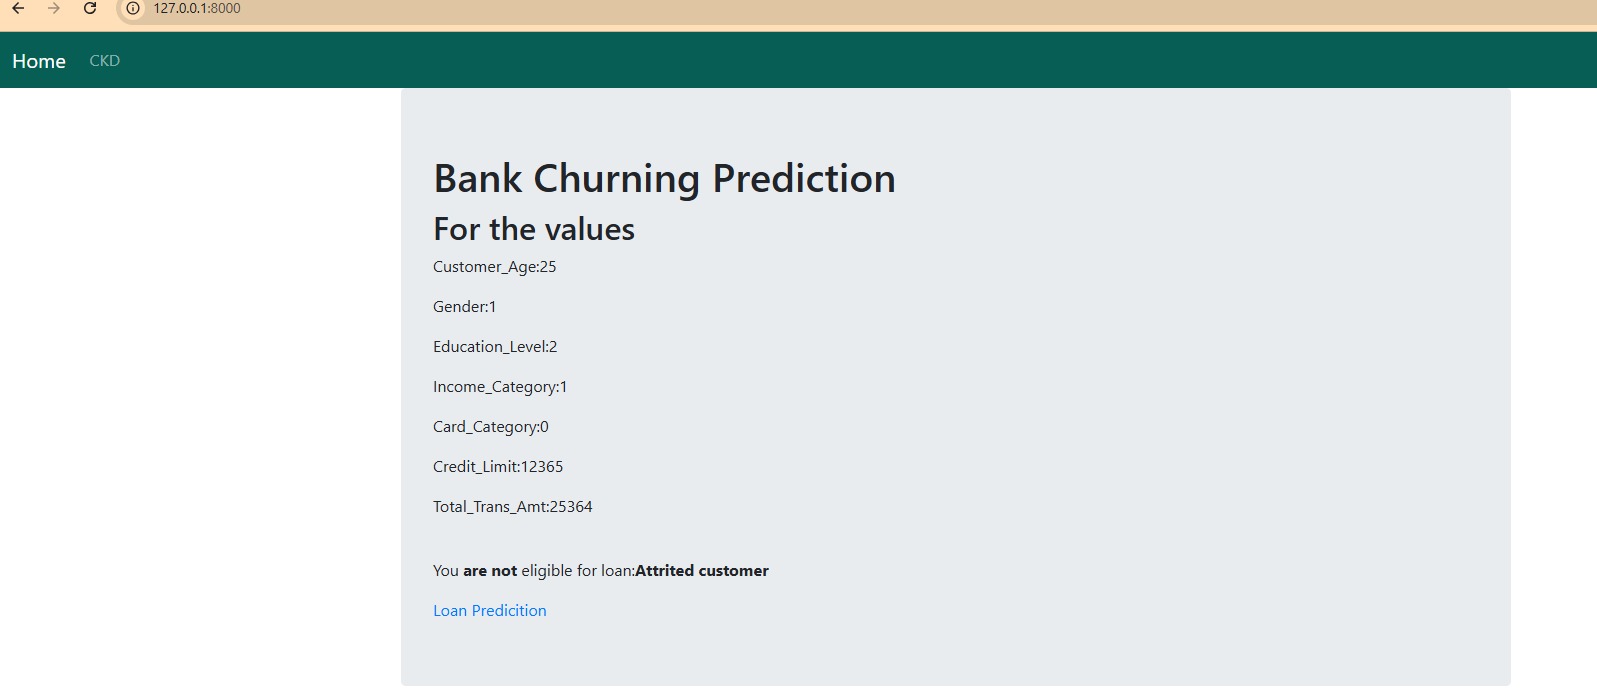 127.0.0.1:8000
Home CKD
Bank Churning Prediction
For the values
Customer_Age:25
Gender:1
Education_Level:2
Income_Category:1
Card_Category:0
Credit_Limit:12365
Total_Trans_Amt:25364
You are not eligible for loan:Attrited customer
Loan Predicition